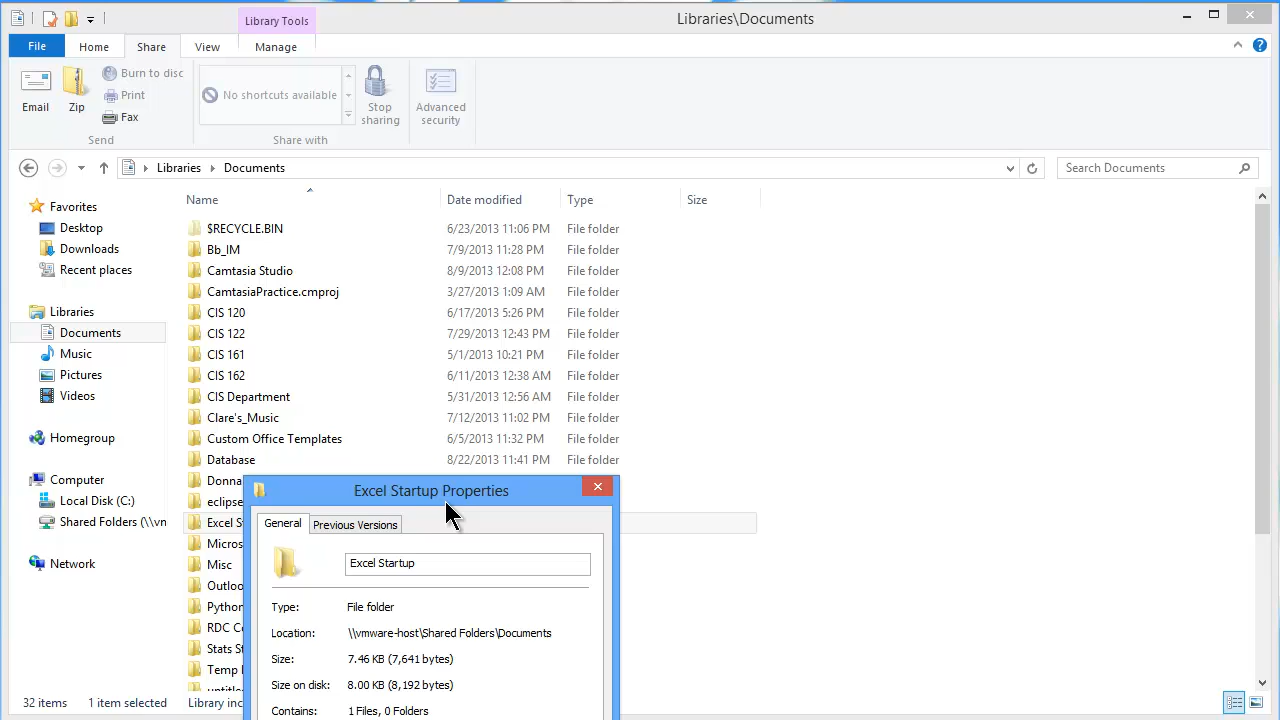 Library Tools
Libraries\Documents
File
Home
Share
View
Manage
Email
Zip
Burn to disc
Print
Fax
Send
No shortcuts available
Stop
sharing
Share with
Advanced
security
Libraries
Documents
Search Documents
Name
Date modified
Type
Size
Favorites
Desktop
Downloads
Recent places
Libraries
Documents
Music
Pictures
Videos
Homegroup
Computer
Local Disk (C:)
Shared Folders (\\vn
Network
$RECYCLE.BIN 6/23/2013 11:06 PM File folder
Bb_IM 7/9/2013 11:28 PM File folder
Camtasia Studio 8/9/2013 12:08 PM File folder
CamtasiaPractice.cmproj 3/27/2013 1:09 AM File folder
CIS 120 6/17/2013 5:26 PM File folder
CIS 122 7/29/2013 12:43 PM File folder
CIS 161 5/1/2013 10:21 PM File folder
CIS 162 6/11/2013 12:38 AM File folder
CIS Department 5/31/2013 12:56 AM File folder
Clare's_Music 7/12/2013 11:02 PM File folder
Custom Office Templates 6/5/2013 11:32 PM File folder
Database 8/22/2013 11:41 PM File folder
Donna
eclipse
Excel S
Micros
Misc
Outloo
Python
RDC Co
Stats St
Temp
Excel Startup Properties
General
Previous Versions
Excel Startup
Type: File folder
Location: \\vmware-host\Shared Folders\Documents
Size: 7.46 KB (7,641 bytes)
Size on disk: 8.00 KB (8,192 bytes)
Contains: 1 Files, 0 Folders
32 items
1 item selected
Library inc